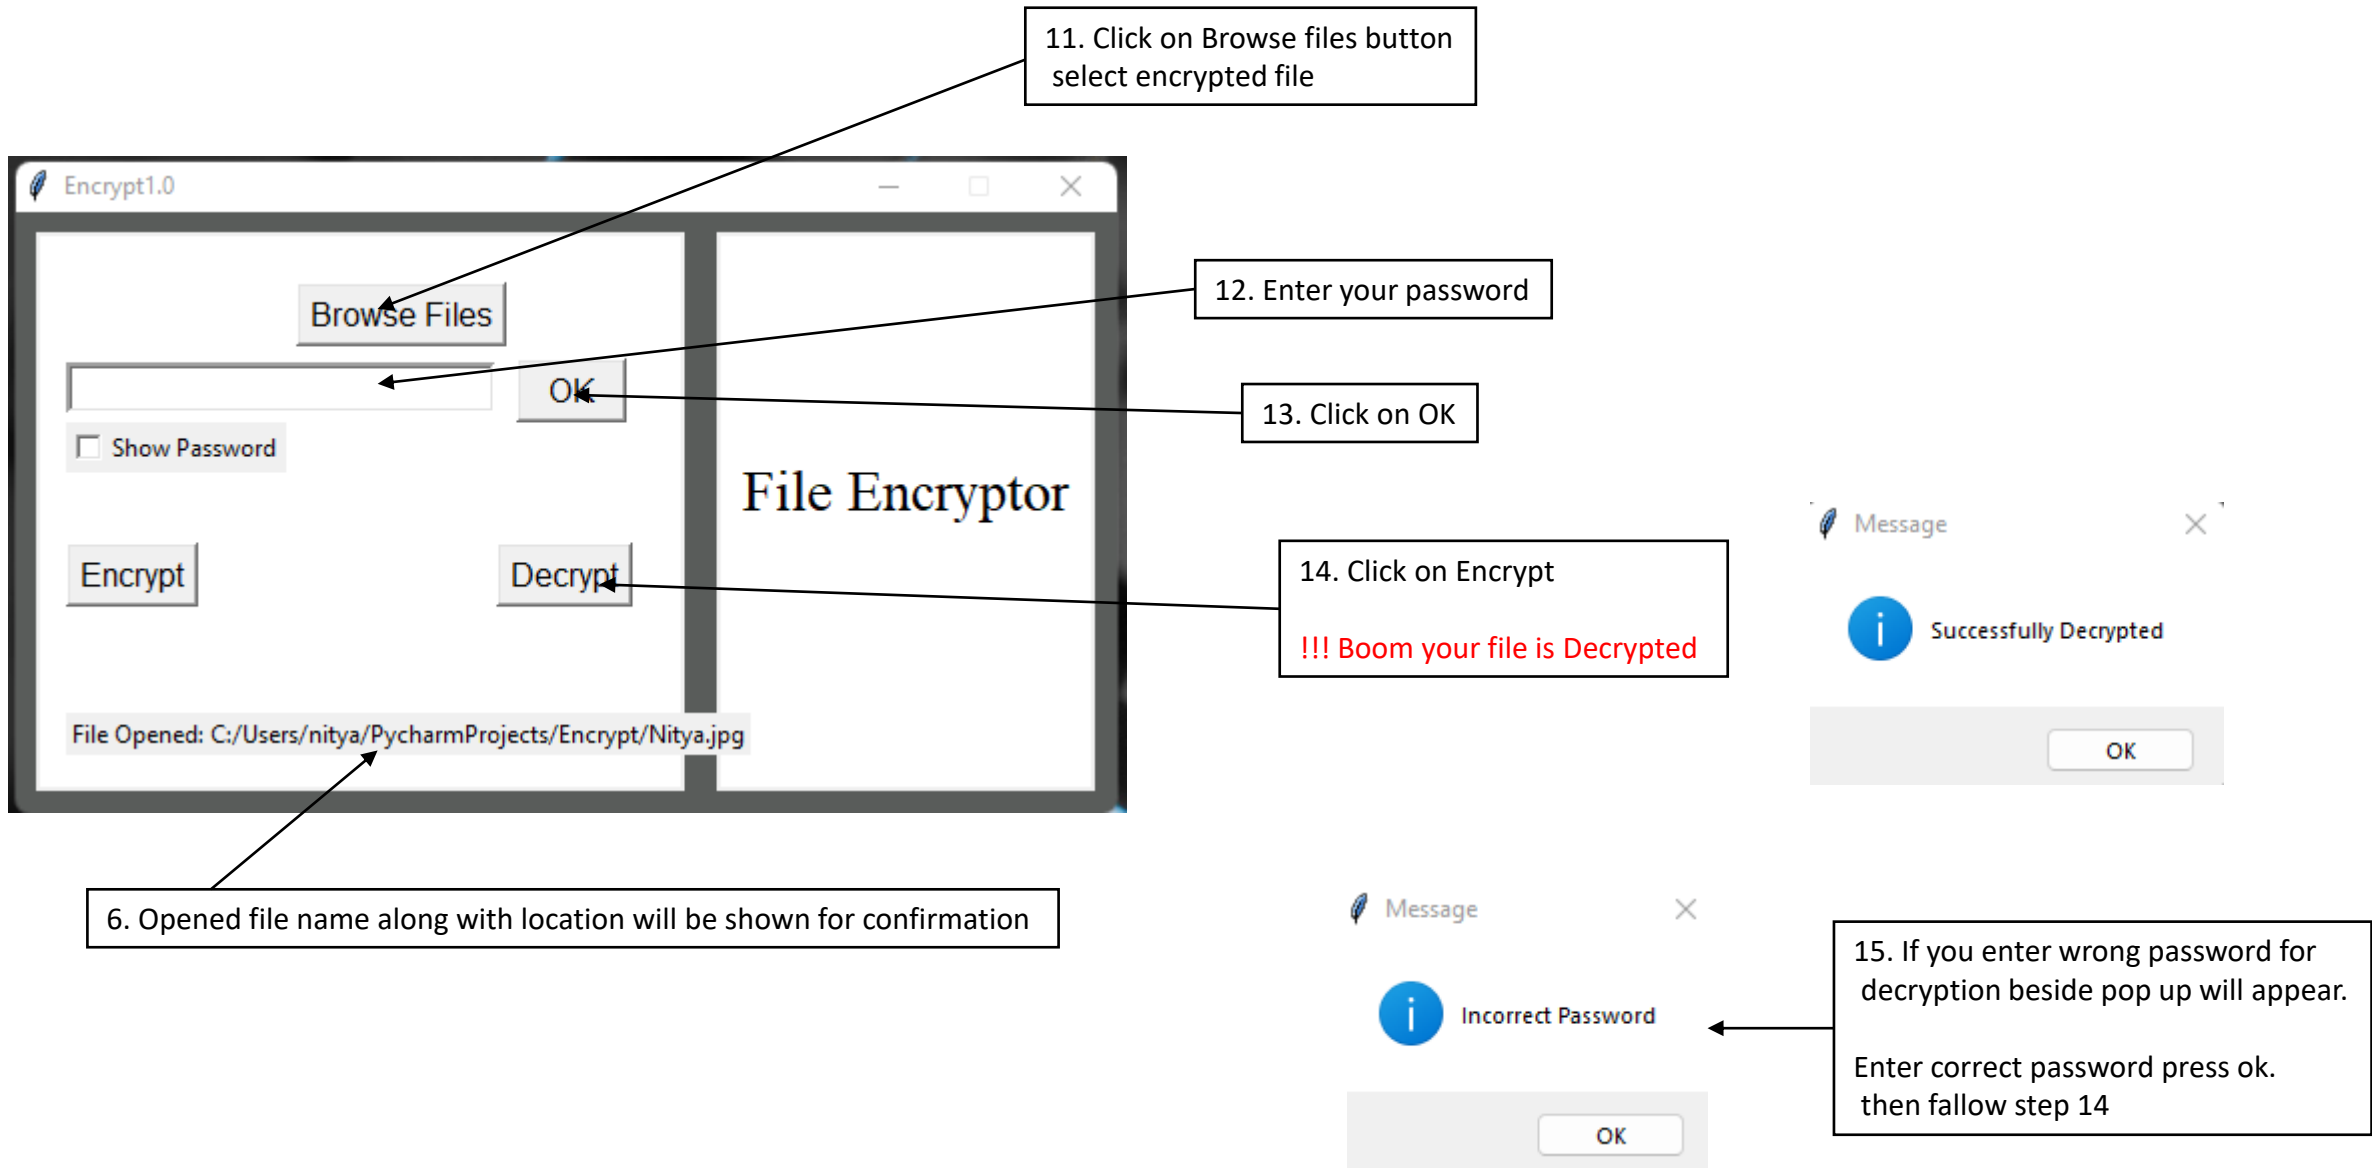 11. Click on Browse files button
select encrypted file
Encrypt1.0
Browse Files
12. Enter your password
OK
13. Click on OK
Show Password
File Encryptor
Encrypt
Decrypt
14. Click on Encrypt
!!! Boom your file is Decrypted
Message
Successfully Decrypted
OK
File Opened: C:/Users/nitya/PycharmProjects/Encrypt/Nitya.jpg
6. Opened file name along with location will be shown for confirmation
Message
Incorrect Password
OK
15. If you enter wrong password for
decryption beside pop up will appear.
Enter correct password press ok.
then fallow step 14